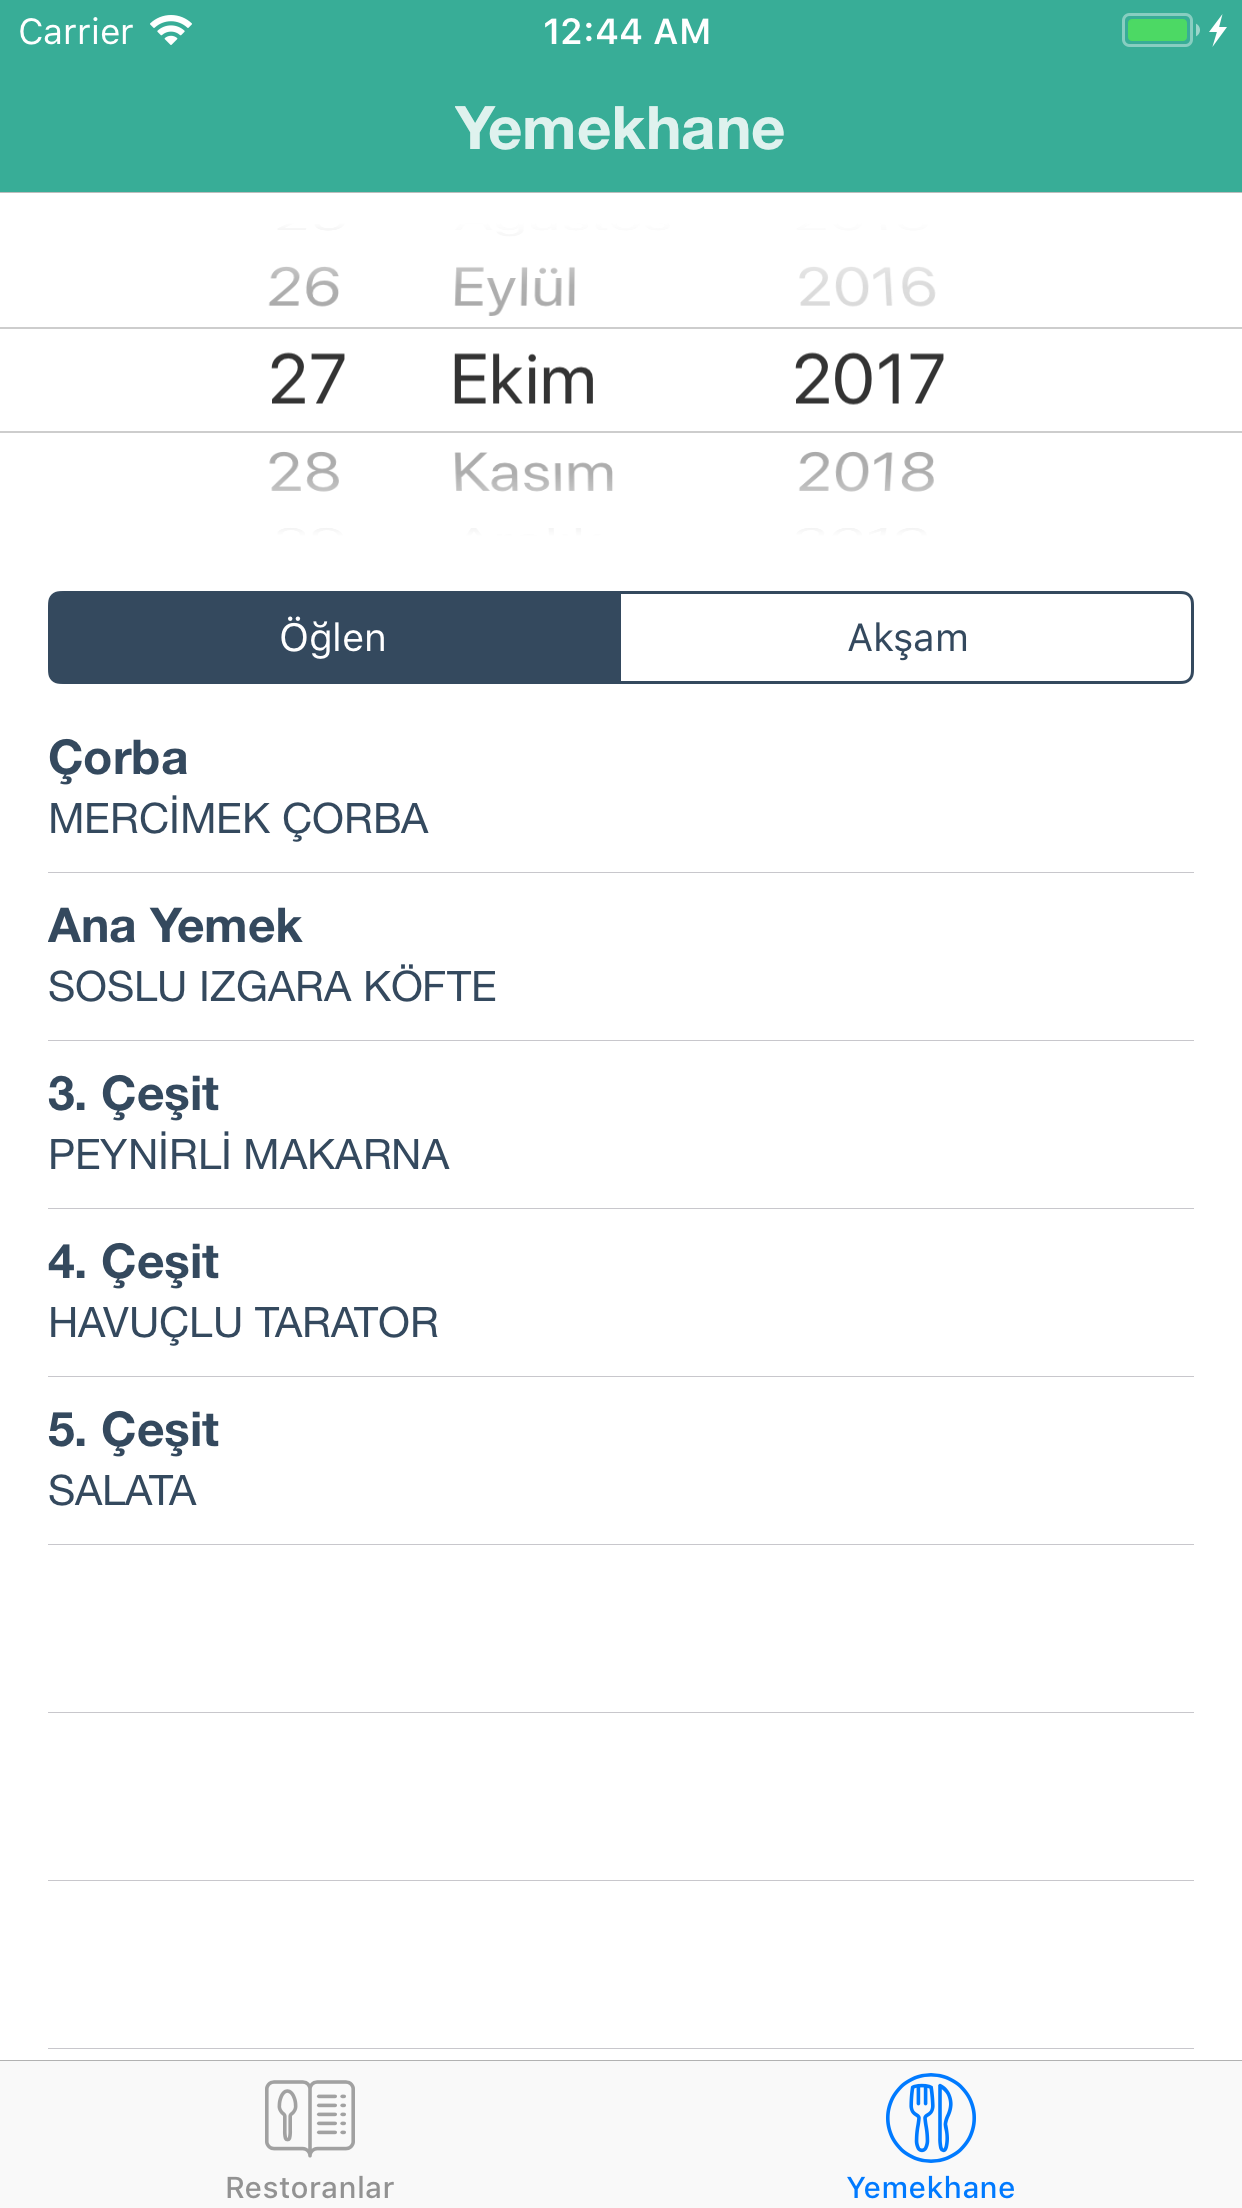 Carrier 12:44 AM
Yemekhane
26 Eylül 2016
27 Ekim 2017
28 Kasım 2018
Öğlen Akşam
Çorba
MERCİMEK ÇORBA
Ana Yemek
SOSLU IZGARA KÖFTE
3. Çeşit
PEYNİRLİ MAKARNA
4. Çeşit
HAVUÇLU TARATOR
5. Çeşit
SALATA
Restoranlar Yemekhane